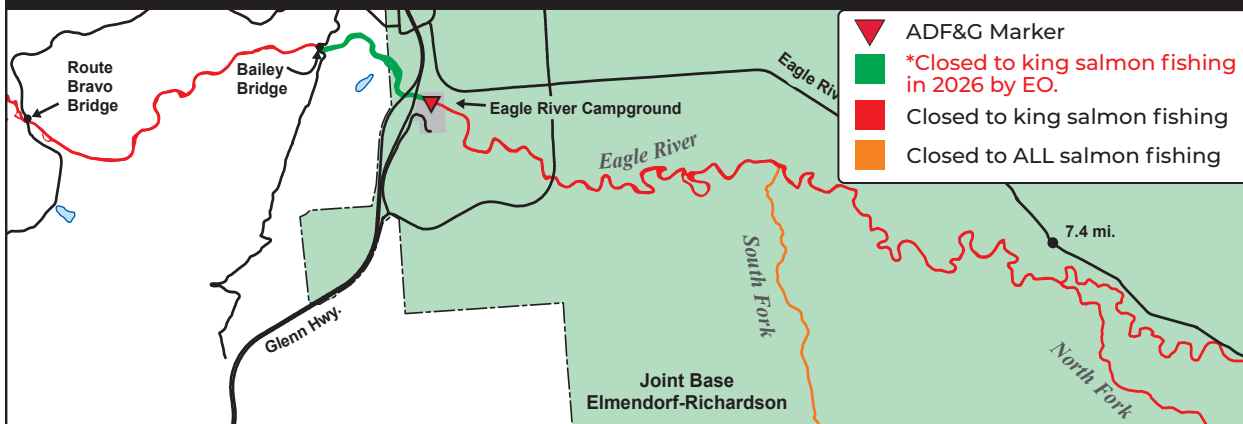 ADF&G Marker
*Closed to king salmon fishing
in 2026 by EO.
Closed to king salmon fishing
Closed to ALL salmon fishing
Route
Bravo
Bridge
Bailey
Bridge
Eagle Riv
Eagle River Campground
Eagle River
7.4 mi.
South Fork
Glenn Hwy.
North Fork
Joint Base
Elmendorf-Richardson